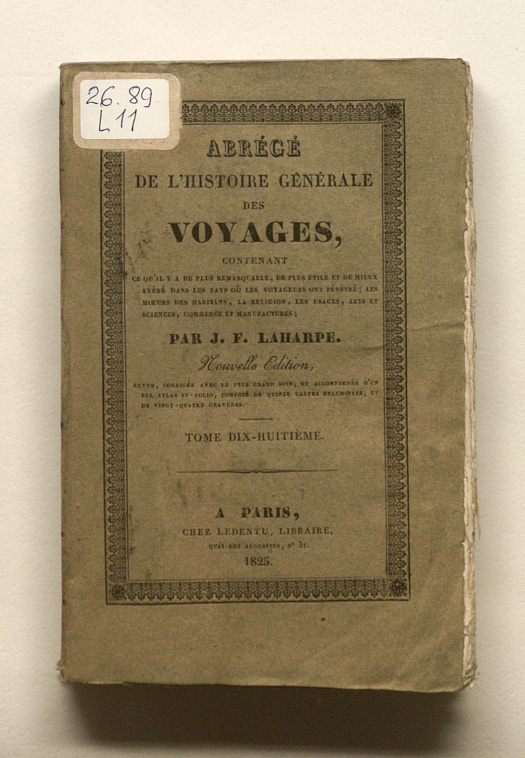 26.89
L11
ABRÉGÉ
DE L'HISTOIRE GÉNÉRALE
DES
VOYAGES,
CONTENANT
CE QU'IL Y A DE PLUS REMARQUABLE, DE PLUS UTILE ET DE MIEUX
AVÉRÉ DANS LES PAYS OÙ LES VOYAGEURS ONT PÉNÉTRÉ; LES
MŒURS DES HABITANS, LA RELIGION, LES USAGES, ARTS ET
SCIENCES, COMMERCE ET MANUFACTURES;
PAR J. F. LAHARPE.
Nouvelle Edition,
REVUE, CORRIGÉE AVEC LE PLUS GRAND SOIN, ET ACCOMPAGNÉE D'UN
BEL ATLAS IN-FOLIO, COMPOSÉ DE QUINZE CARTES ENLUMINÉES, ET
DE VINGT-QUATRE GRAVURES.
TOME DIX-HUITIÈME.
A PARIS,
CHEZ LEDENTU, LIBRAIRE,
QUAI DES AUGUSTINS, N° 31.
1825.